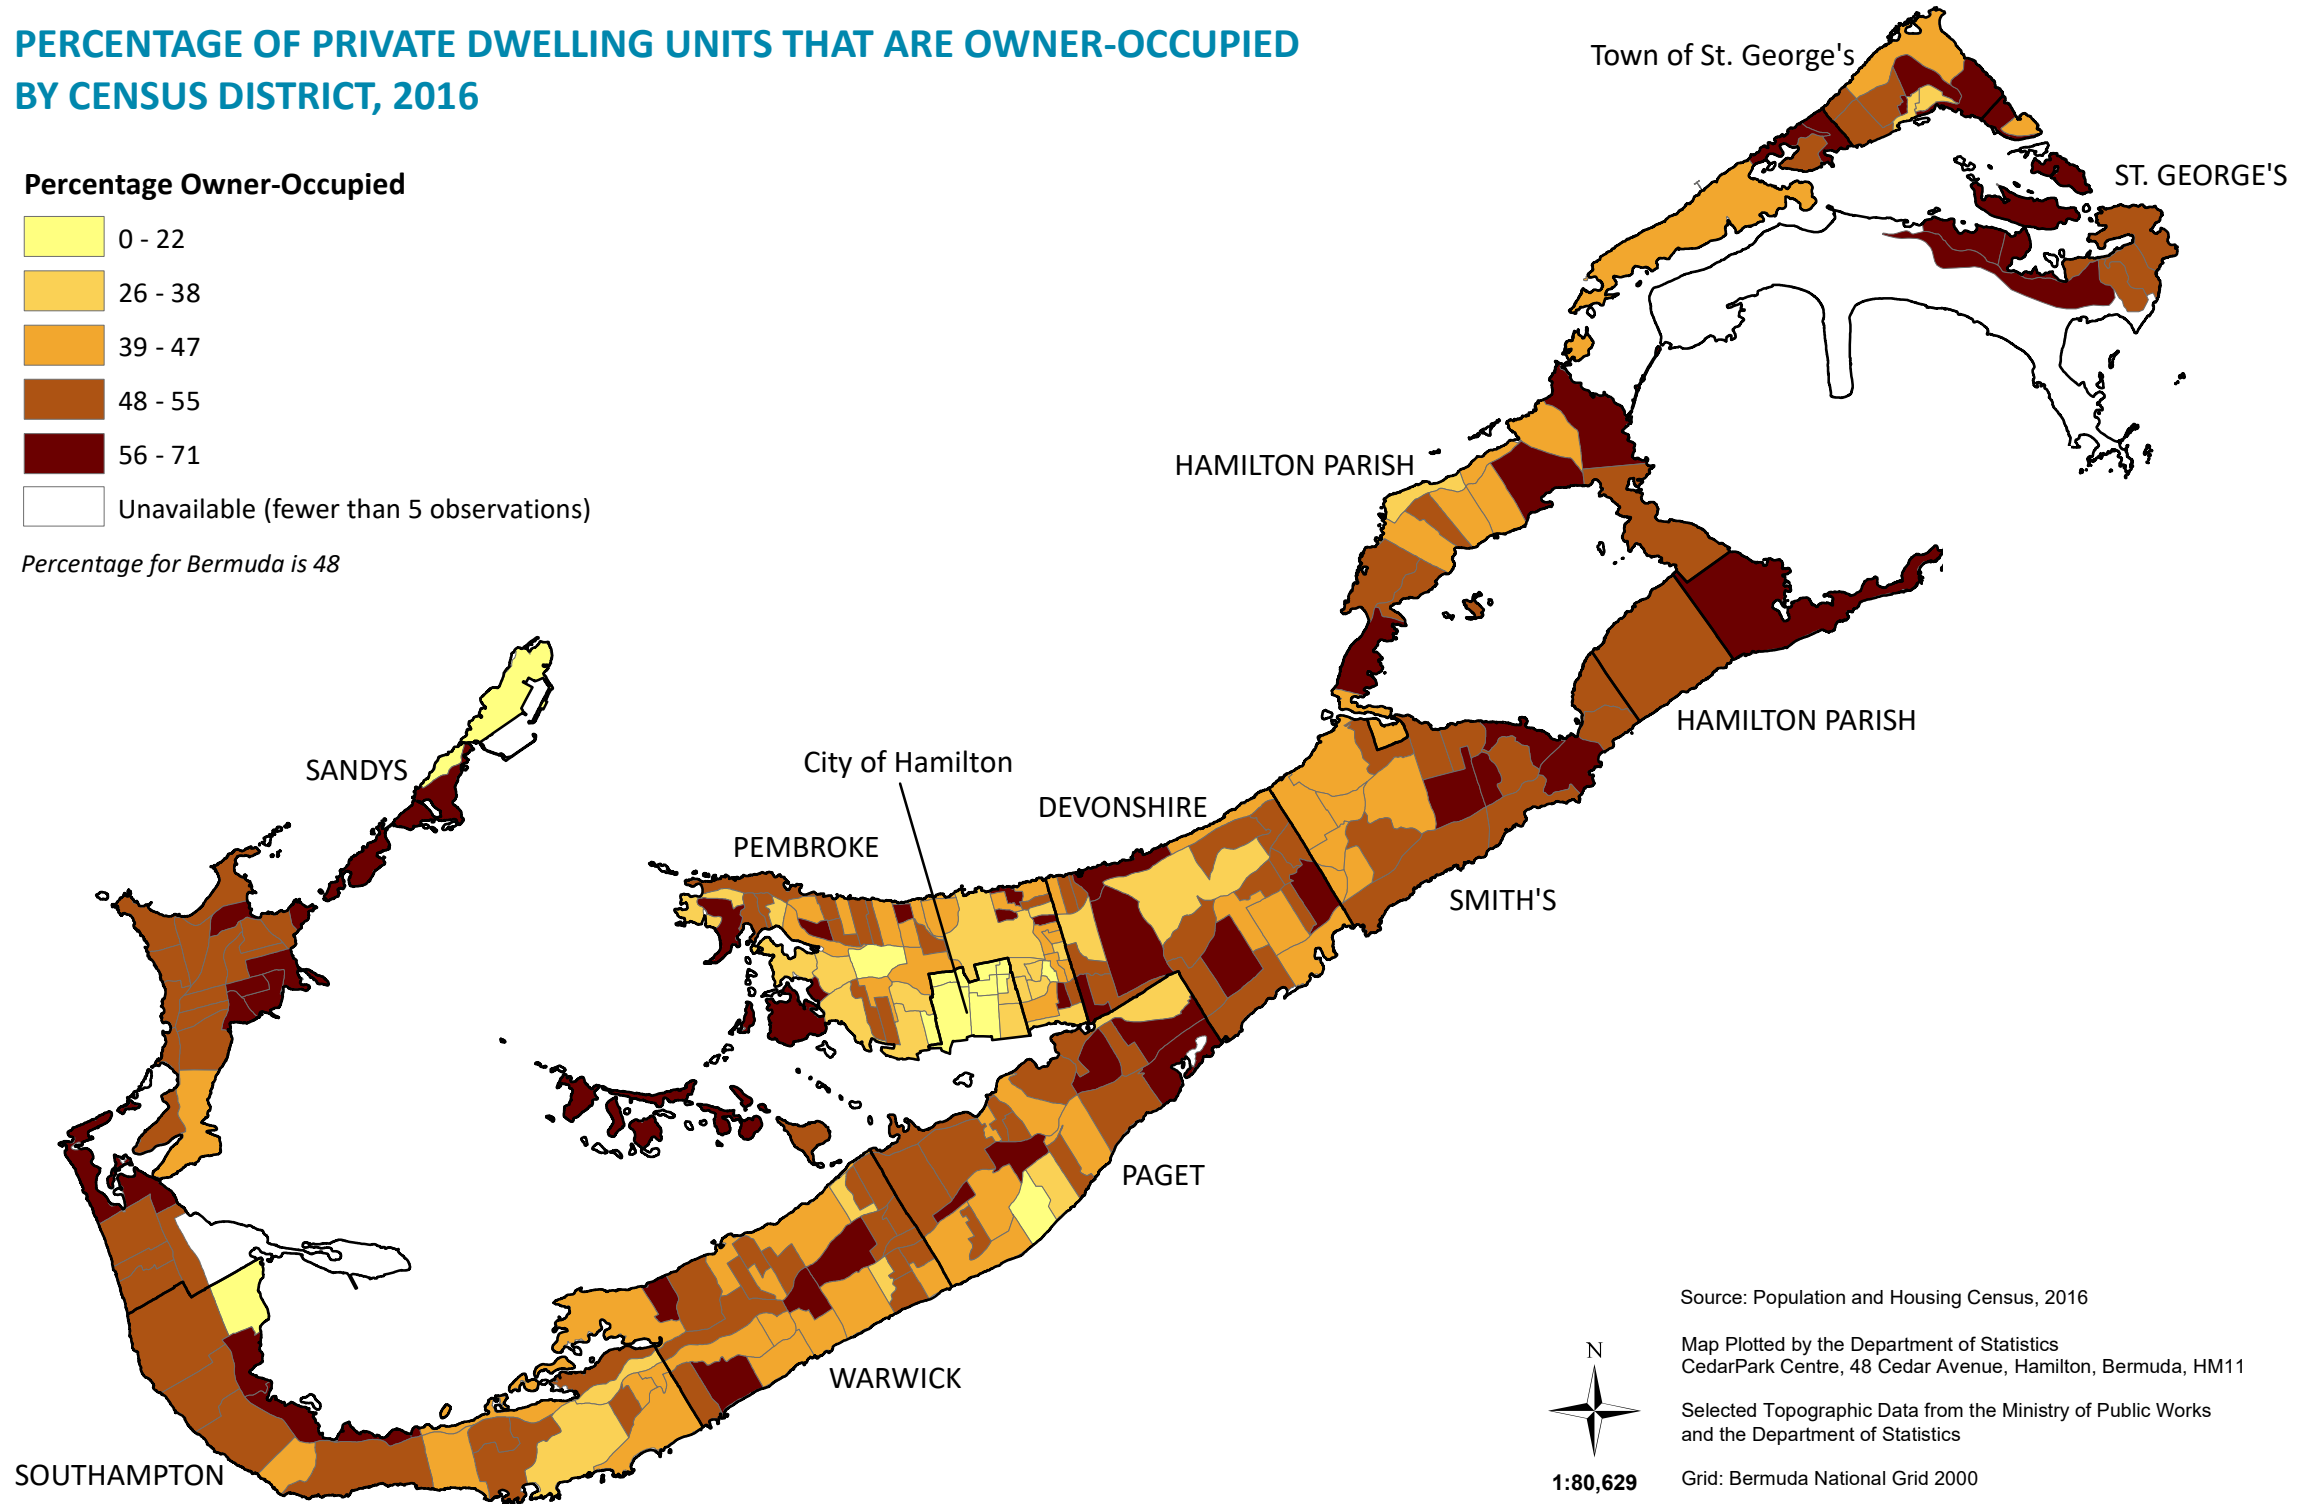 PERCENTAGE OF PRIVATE DWELLING UNITS THAT ARE OWNER-OCCUPIED
BY CENSUS DISTRICT, 2016
Percentage Owner-Occupied
0 - 22
26 - 38
39 - 47
48 - 55
56 - 71
Unavailable (fewer than 5 observations)
Percentage for Bermuda is 48
Town of St. George's
ST. GEORGE'S
HAMILTON PARISH
HAMILTON PARISH
SANDYS
City of Hamilton
DEVONSHIRE
PEMBROKE
SMITH'S
PAGET
WARWICK
SOUTHAMPTON
Source: Population and Housing Census, 2016
Map Plotted by the Department of Statistics
CedarPark Centre, 48 Cedar Avenue, Hamilton, Bermuda, HM11
Selected Topographic Data from the Ministry of Public Works
and the Department of Statistics
Grid: Bermuda National Grid 2000
N
1:80,629